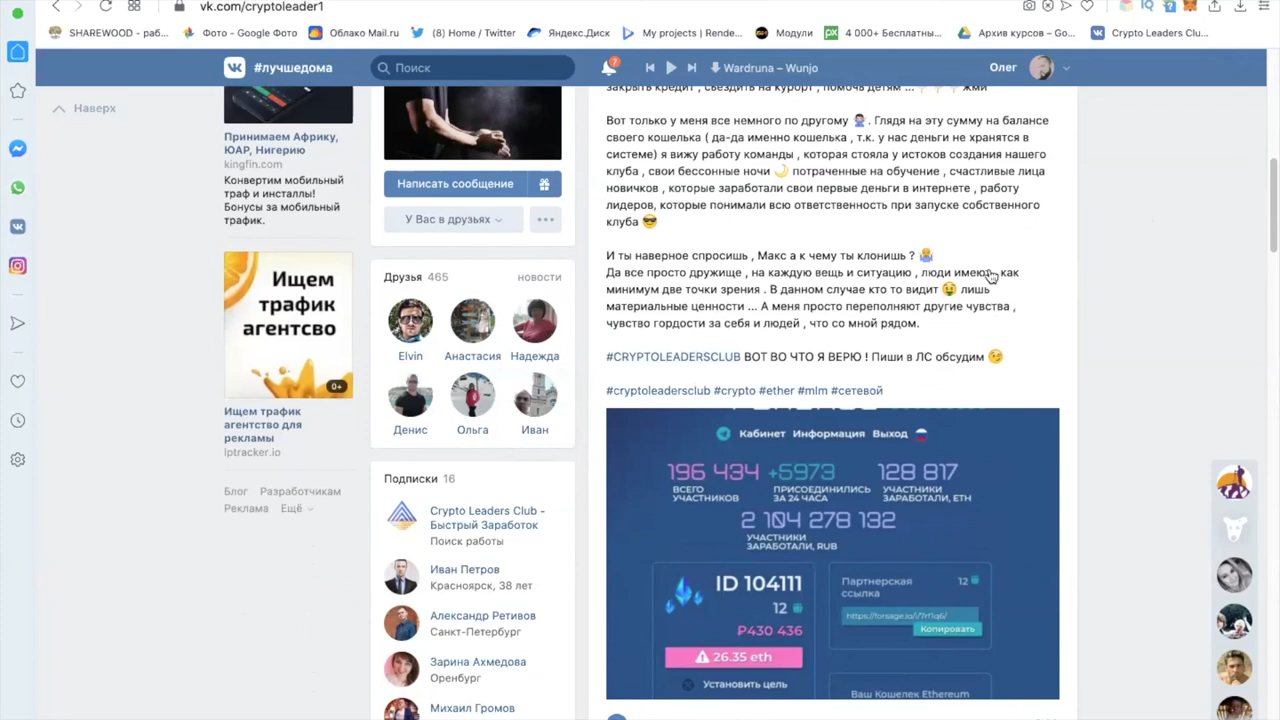 vk.com/cryptoleader1
SHAREWOOD - раб...
Фото - Google Фото
Облако Mail.ru
(8) Home / Twitter
Яндекс.Диск
My projects | Rende...
Модули
4 000+ Бесплатны...
Архив курсов – Go...
Crypto Leaders Clu...
#лучшедома
Поиск
7
Wardruna – Wunjo
Олег
Наверх
Принимаем Африку,
ЮАР, Нигерию
kingfin.com
Конвертим мобильный
траф и инсталлы!
Бонусы за мобильный
трафик.
Ищем
трафик
агентсво
0+
Ищем трафик
агентство для
рекламы
lptracker.io
Блог Разработчикам
Реклама Ещё
Написать сообщение
У Вас в друзьях
Друзья 465
новости
Elvin
Анастасия
Надежда
Денис
Ольга
Иван
Подписки 16
Crypto Leaders Club -
Быстрый Заработок
Поиск работы
Иван Петров
Красноярск, 38 лет
Александр Ретивов
Санкт-Петербург
Зарина Ахмедова
Оренбург
Михаил Громов
закрыть кредит , свездить на курорт , помочь детям ... жми
Вот только у меня все немного по другому 🤷🏻‍♂️. Глядя на эту сумму на балансе
своего кошелька ( да-да именно кошелька , т.к. у нас деньги не хранятся в
системе) я вижу работу команды , которая стояла у истоков создания нашего
клуба , свои бессонные ночи 🌙 потраченные на обучение , счастливые лица
новичков , которые заработали свои первые деньги в интернете , работу
лидеров, которые понимали всю ответственность при запуске собственного
клуба 😎
И ты наверное спросишь , Макс а к чему ты клонишь ? 🤷
Да все просто дружище , на каждую вещь и ситуацию , люди имеют как
минимум две точки зрения . В данном случае кто то видит 🤑 лишь
материальные ценности ... А меня просто переполняют другие чувства ,
чувство гордости за себя и людей , что со мной рядом.
#CRYPTOLEADERSCLUB ВОТ ВО ЧТО Я ВЕРЮ ! Пиши в ЛС обсудим 😏
#cryptoleadersclub #crypto #ether #mlm #сетевой
Кабинет Информация Выход
196 434 +5973 128 817
ВСЕГО УЧАСТНИКОВ
ПРИСОЕДИНИЛИСЬ ЗА 24 ЧАСА
УЧАСТНИКИ ЗАРАБОТАЛИ, ETH
2 104 278 132
УЧАСТНИКИ
ЗАРАБОТАЛИ, RUB
ID 104111
12
₽430 436
26.35 eth
Установить цель
Партнерская
ссылка
12
https://forsage.io/i/7rf1q6/
Копировать
Ваш Кошелек Ethereum